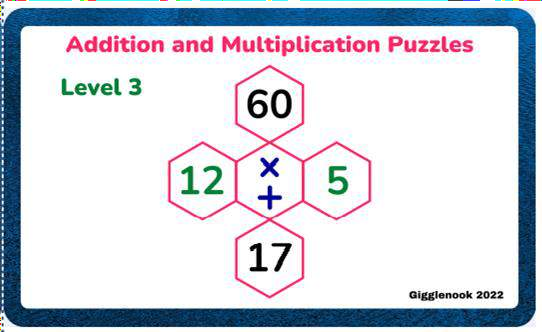 Addition and Multiplication Puzzles
Level 3
60
12 × 5
+
17
Gigglenook 2022